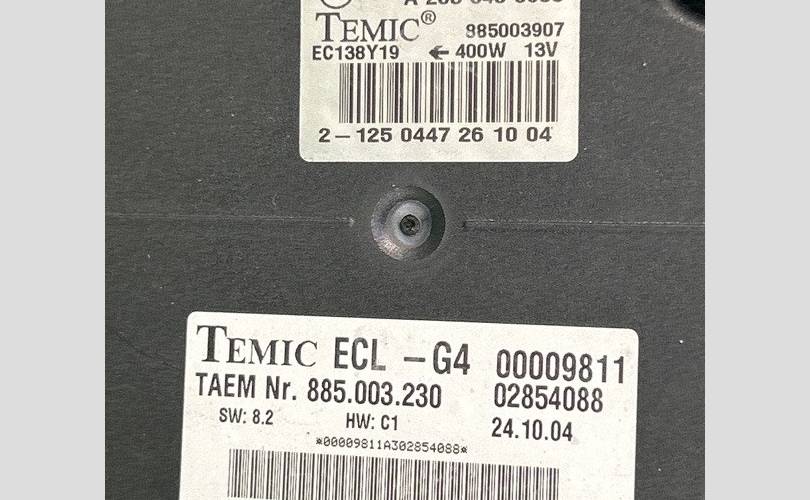 TEMIC® 985003907
EC138Y19 ← 400W 13V
2-125 0447 26 10 04
TEMIC ECL -G4 00009811
TAEM Nr. 885.003.230 02854088
SW: 8.2 HW: C1 24.10.04
*00009811A302854088*